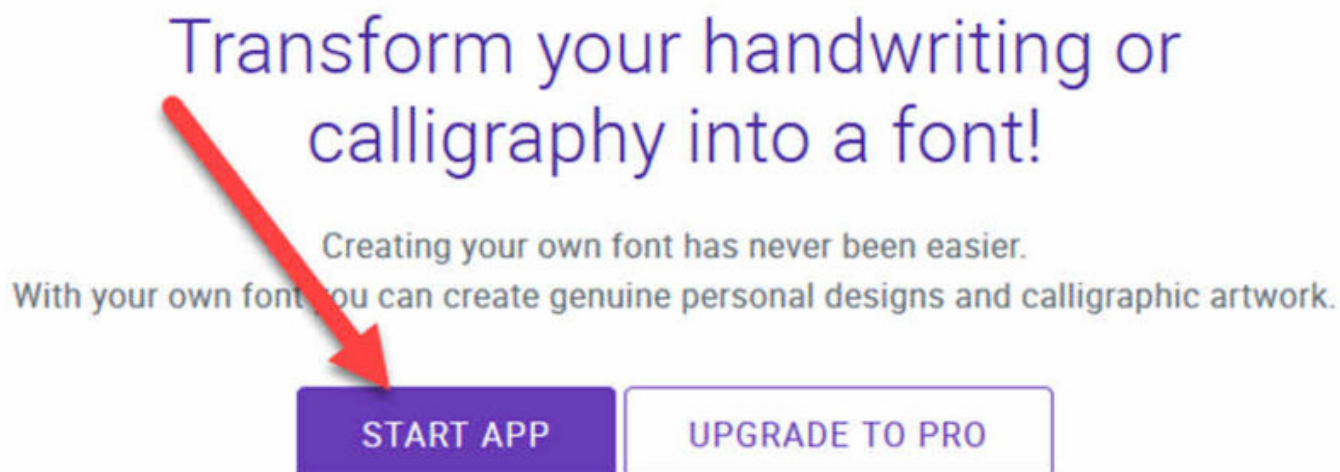 Transform your handwriting or
calligraphy into a font!
Creating your own font has never been easier.
With your own font you can create genuine personal designs and calligraphic artwork.
START APP
UPGRADE TO PRO